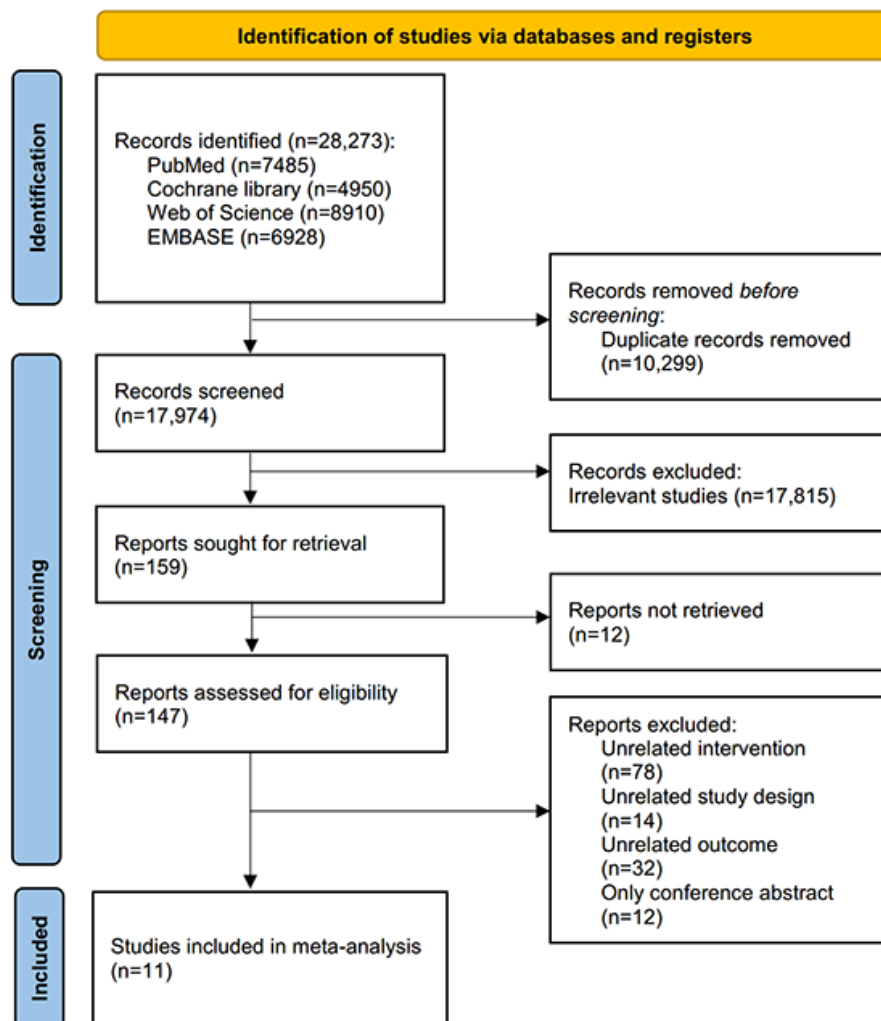 Identification of studies via databases and registers
Identification
Records identified (n=28,273):
PubMed (n=7485)
Cochrane library (n=4950)
Web of Science (n=8910)
EMBASE (n=6928)
Records removed before
screening:
Duplicate records removed
(n=10,299)
Screening
Records screened
(n=17,974)
Records excluded:
Irrelevant studies (n=17,815)
Reports sought for retrieval
(n=159)
Reports not retrieved
(n=12)
Reports assessed for eligibility
(n=147)
Reports excluded:
Unrelated intervention
(n=78)
Unrelated study design
(n=14)
Unrelated outcome
(n=32)
Only conference abstract
(n=12)
Included
Studies included in meta-analysis
(n=11)